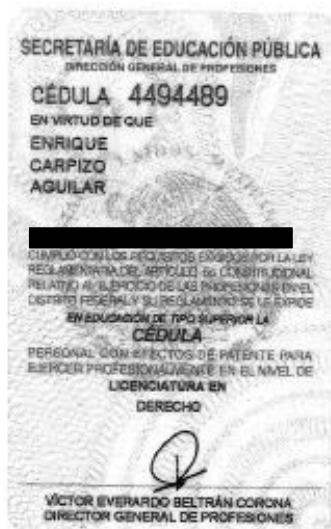 SECRETARÍA DE EDUCACIÓN PÚBLICA
DIRECCIÓN GENERAL DE PROFESIONES
CÉDULA 4494489
EN VIRTUD DE QUE
ENRIQUE
CARPIZO
AGUILAR
CUMPLIÓ CON LOS REQUISITOS EXIGIDOS POR LA LEY
REGLAMENTARIA DEL ARTÍCULO 5o. CONSTITUCIONAL
RELATIVO AL EJERCICIO DE LAS PROFESIONES EN EL
DISTRITO FEDERAL Y SU REGLAMENTO SE LE EXPIDE
EN EDUCACIÓN DE TIPO SUPERIOR LA
CÉDULA
PERSONAL CON EFECTOS DE PATENTE PARA
EJERCER PROFESIONALMENTE EN EL NIVEL DE
LICENCIATURA EN
DERECHO
VÍCTOR EVERARDO BELTRÁN CORONA
DIRECTOR GENERAL DE PROFESIONES